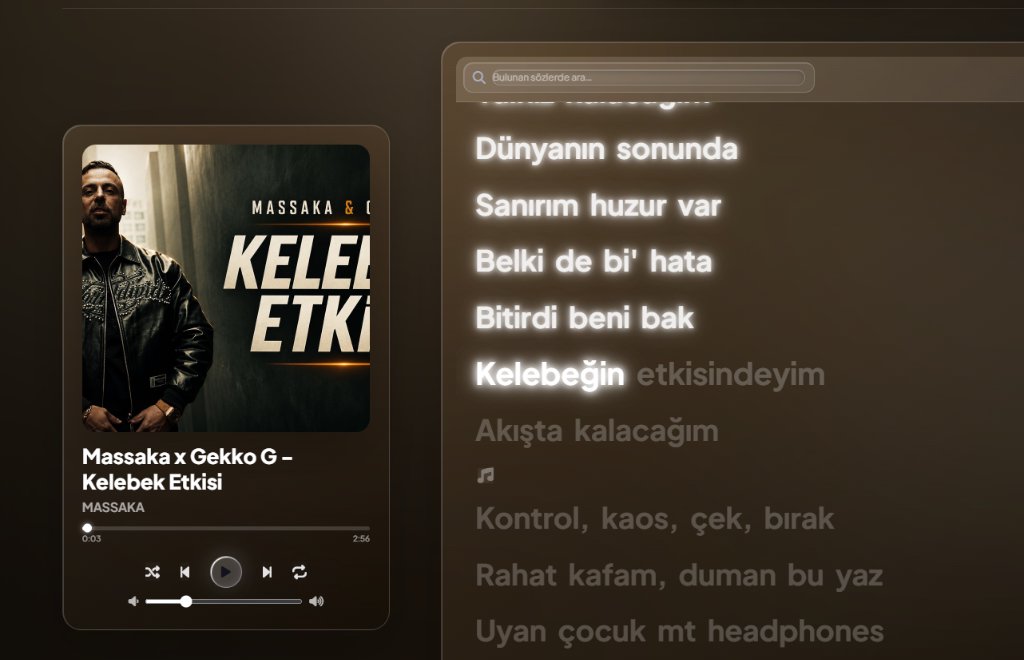 MASSAKA &
KELE
ETKİ
Massaka x Gekko G –
Kelebek Etkisi
MASSAKA
0:03
2:56
Bulunan sözlerde ara...
Dünyanın sonunda
Sanırım huzur var
Belki de bi' hata
Bitirdi beni bak
Kelebeğin etkisindeyim
Akışta kalacağım
Kontrol, kaos, çek, bırak
Rahat kafam, duman bu yaz
Uyan çocuk mt headphones